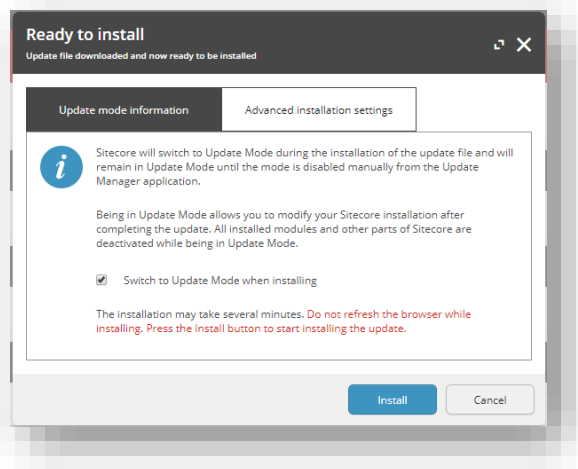 Ready to install
Update file downloaded and now ready to be installed
Update mode information
Advanced installation settings
Sitecore will switch to Update Mode during the installation of the update file and will
remain in Update Mode until the mode is disabled manually from the Update
Manager application.
Being in Update Mode allows you to modify your Sitecore installation after
completing the update. All installed modules and other parts of Sitecore are
deactivated while being in Update Mode.
Switch to Update Mode when installing
The installation may take several minutes. Do not refresh the browser while
installing. Press the Install button to start installing the update.
Install
Cancel